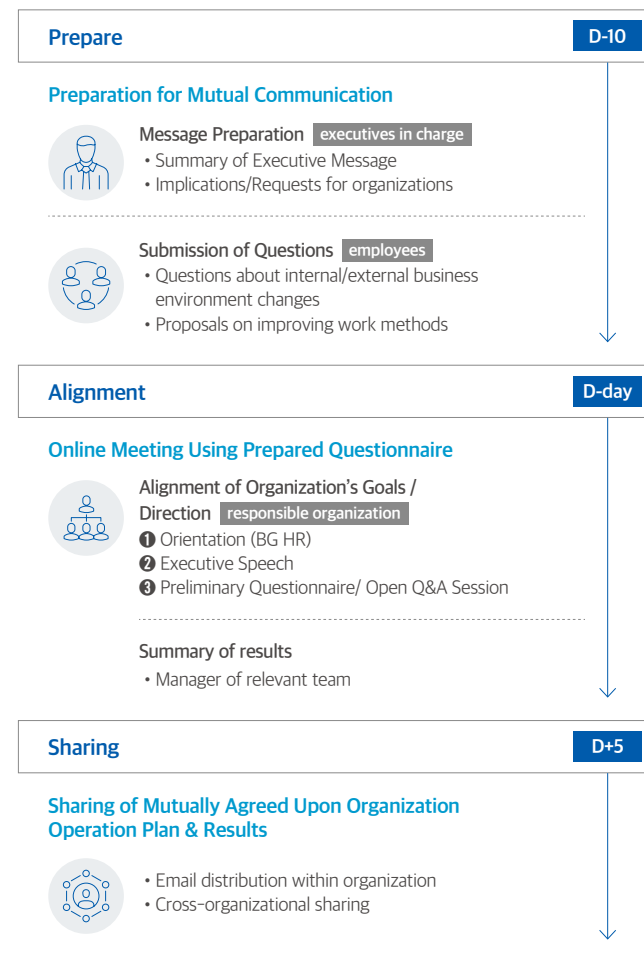 Prepare
D-10
Preparation for Mutual Communication
Message Preparation executives in charge
• Summary of Executive Message
• Implications/Requests for organizations
Submission of Questions employees
• Questions about internal/external business
environment changes
• Proposals on improving work methods
Alignment
D-day
Online Meeting Using Prepared Questionnaire
Alignment of Organization's Goals /
Direction responsible organization
❶ Orientation (BG HR)
❷ Executive Speech
❸ Preliminary Questionnaire/ Open Q&A Session
Summary of results
• Manager of relevant team
Sharing
D+5
Sharing of Mutually Agreed Upon Organization
Operation Plan & Results
• Email distribution within organization
• Cross-organizational sharing